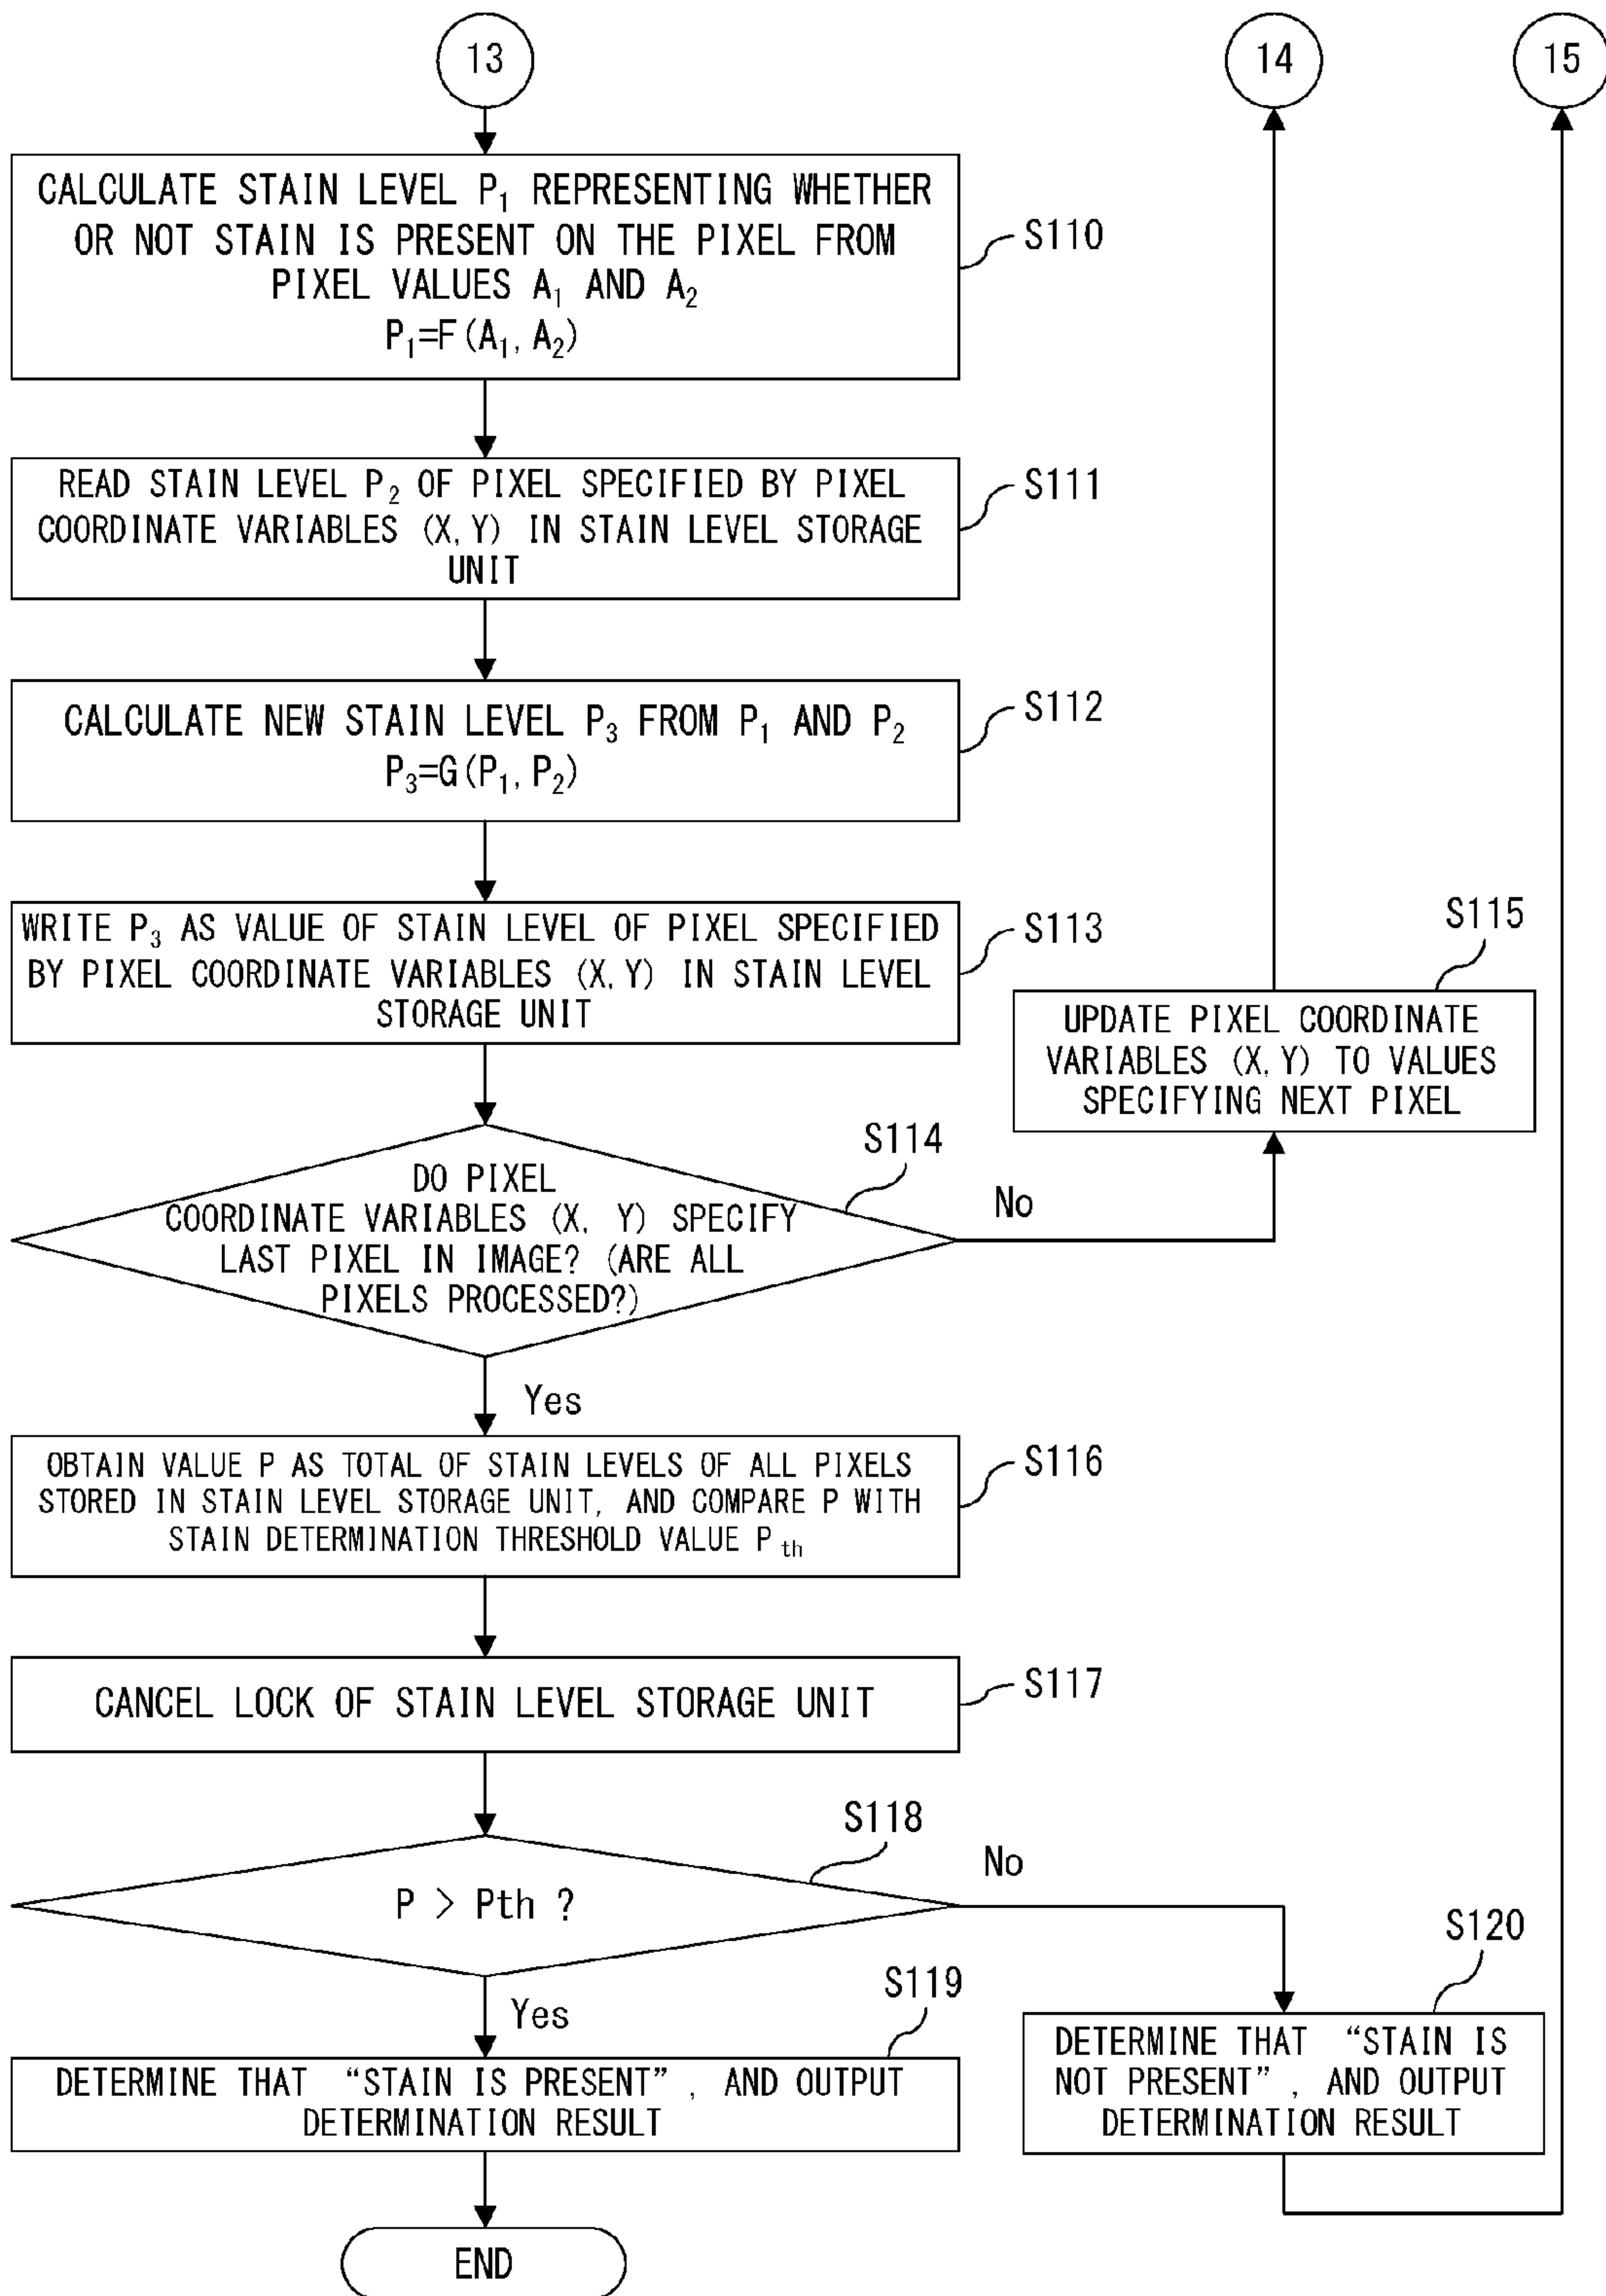 13
14
15
CALCULATE STAIN LEVEL P1 REPRESENTING WHETHER
OR NOT STAIN IS PRESENT ON THE PIXEL FROM
PIXEL VALUES A1 AND A2
P1=F(A1, A2)
S110
READ STAIN LEVEL P2 OF PIXEL SPECIFIED BY PIXEL
COORDINATE VARIABLES (X, Y) IN STAIN LEVEL STORAGE
UNIT
S111
CALCULATE NEW STAIN LEVEL P3 FROM P1 AND P2
P3=G(P1, P2)
S112
WRITE P3 AS VALUE OF STAIN LEVEL OF PIXEL SPECIFIED
BY PIXEL COORDINATE VARIABLES (X, Y) IN STAIN LEVEL
STORAGE UNIT
S113
S115
UPDATE PIXEL COORDINATE
VARIABLES (X, Y) TO VALUES
SPECIFYING NEXT PIXEL
S114
DO PIXEL
COORDINATE VARIABLES (X, Y) SPECIFY
LAST PIXEL IN IMAGE? (ARE ALL
PIXELS PROCESSED?)
No
Yes
OBTAIN VALUE P AS TOTAL OF STAIN LEVELS OF ALL PIXELS
STORED IN STAIN LEVEL STORAGE UNIT, AND COMPARE P WITH
STAIN DETERMINATION THRESHOLD VALUE Pth
S116
CANCEL LOCK OF STAIN LEVEL STORAGE UNIT
S117
S118
P > Pth ?
No
Yes
S119
DETERMINE THAT “STAIN IS PRESENT”, AND OUTPUT
DETERMINATION RESULT
S120
DETERMINE THAT “STAIN IS
NOT PRESENT”, AND OUTPUT
DETERMINATION RESULT
END